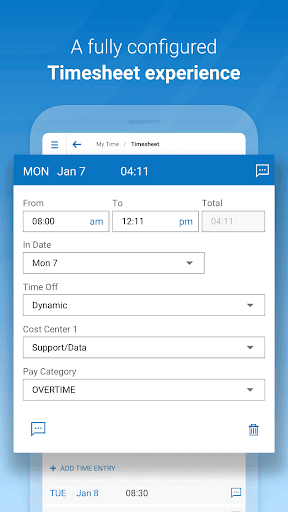 A fully configured
Timesheet experience
My Time / Timesheet
MON Jan 7 04:11
From To Total
08:00 am 12:11 pm 04:11
In Date
Mon 7
Time Off
Dynamic
Cost Center 1
Support/Data
Pay Category
OVERTIME
+ ADD TIME ENTRY
TUE Jan 8 08:30